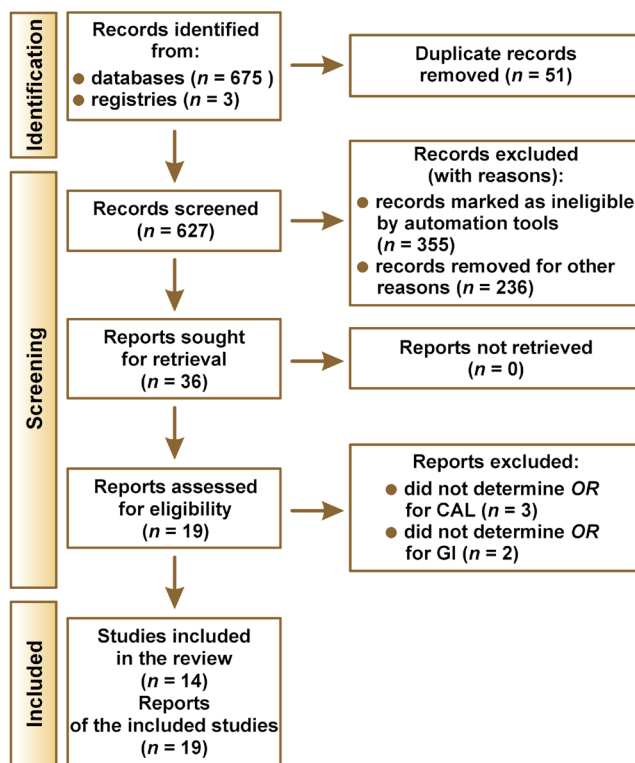 Identification
Records identified
from:
● databases (n = 675 )
● registries (n = 3)
Duplicate records
removed (n = 51)
Screening
Records screened
(n = 627)
Records excluded
(with reasons):
● records marked as ineligible
by automation tools
(n = 355)
● records removed for other
reasons (n = 236)
Reports sought
for retrieval
(n = 36)
Reports not retrieved
(n = 0)
Reports assessed
for eligibility
(n = 19)
Reports excluded:
● did not determine OR
for CAL (n = 3)
● did not determine OR
for GI (n = 2)
Included
Studies included
in the review
(n = 14)
Reports
of the included studies
(n = 19)